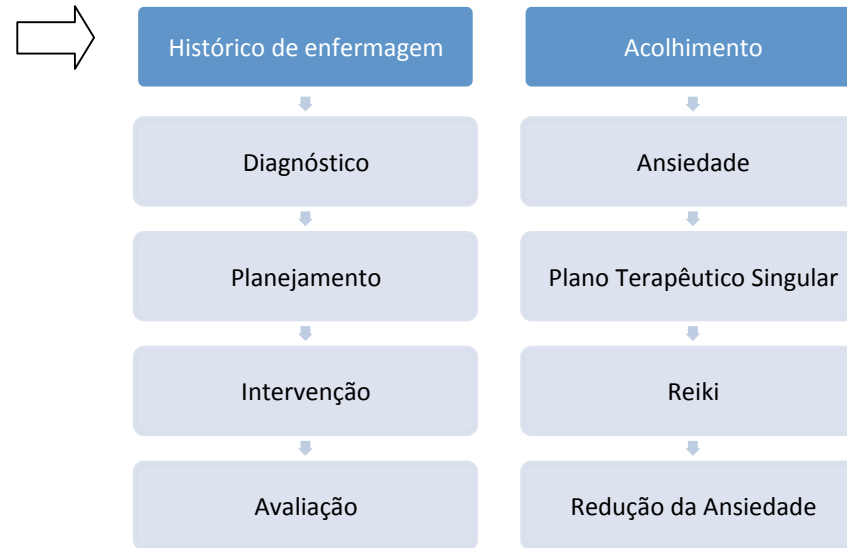 Histórico de enfermagem
Diagnóstico
Planejamento
Intervenção
Avaliação
Acolhimento
Ansiedade
Plano Terapêutico Singular
Reiki
Redução da Ansiedade